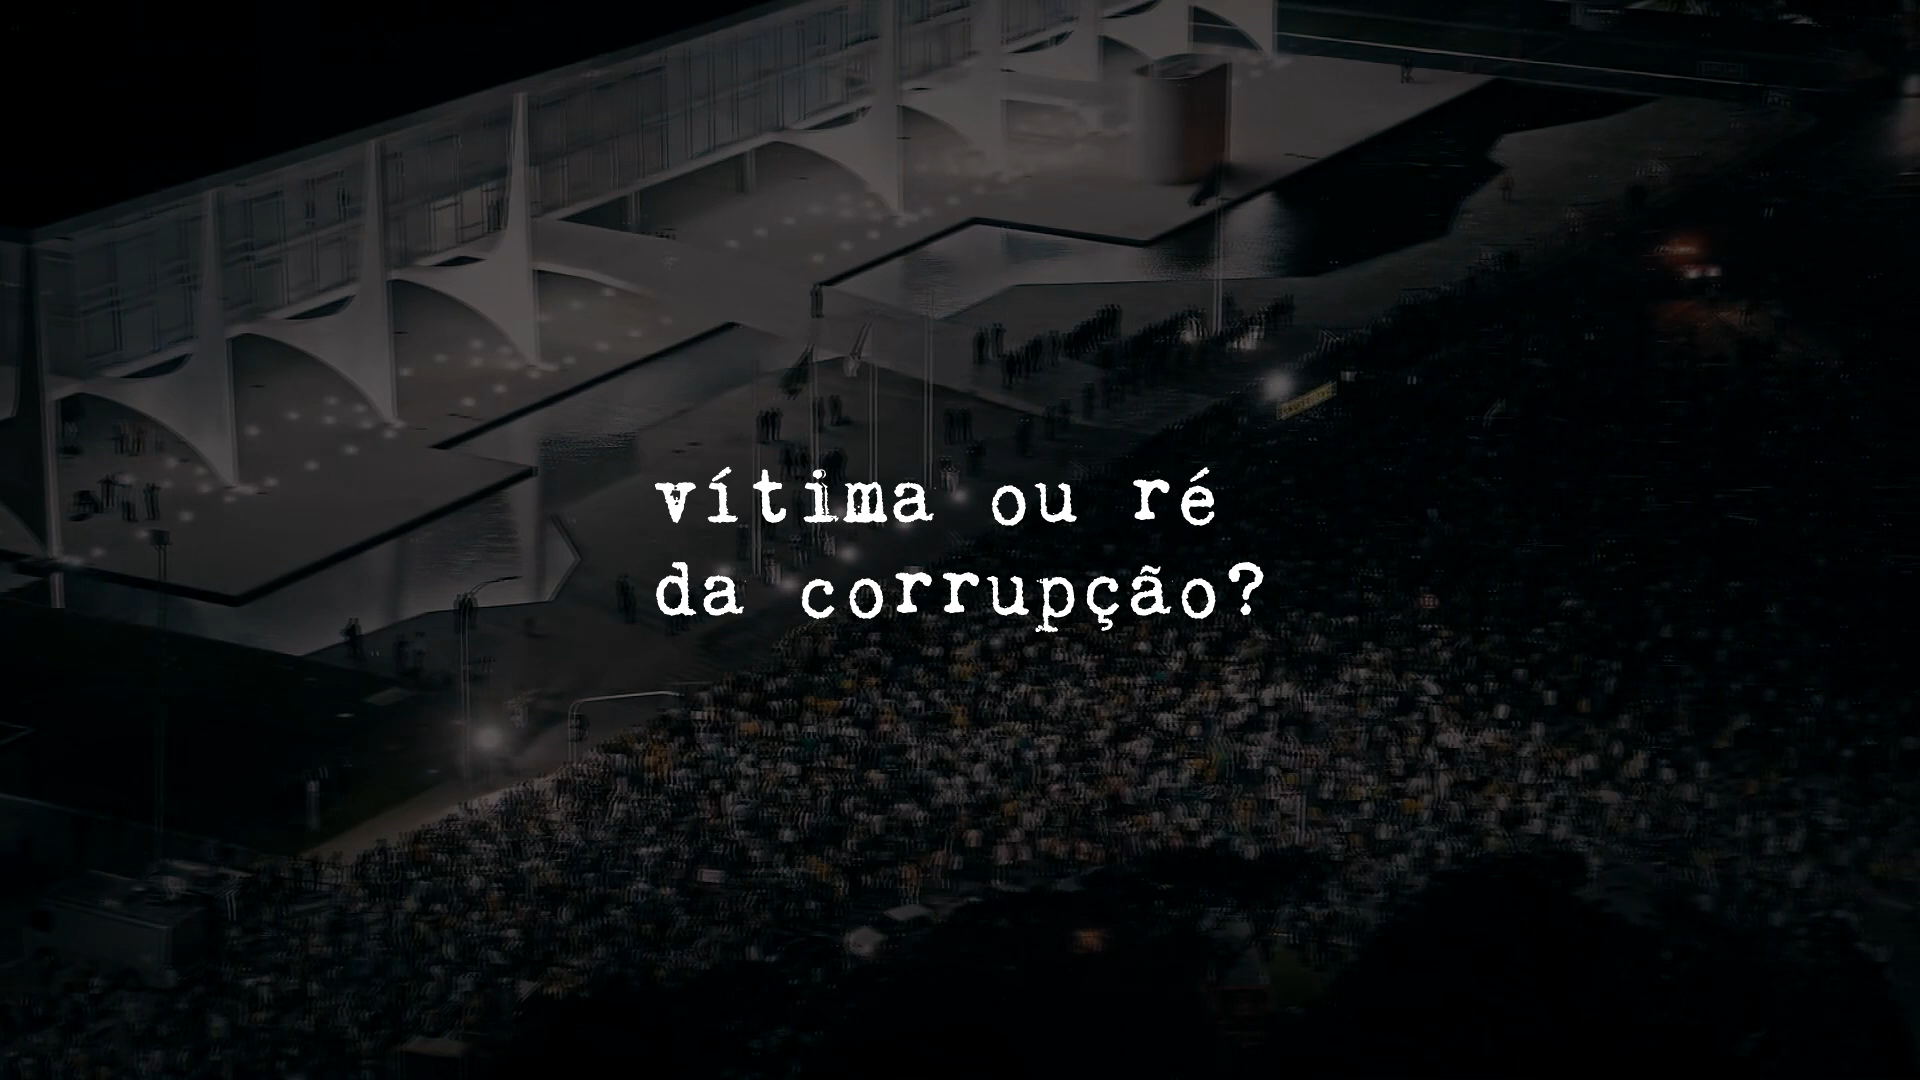 vítima ou ré
da corrupção?